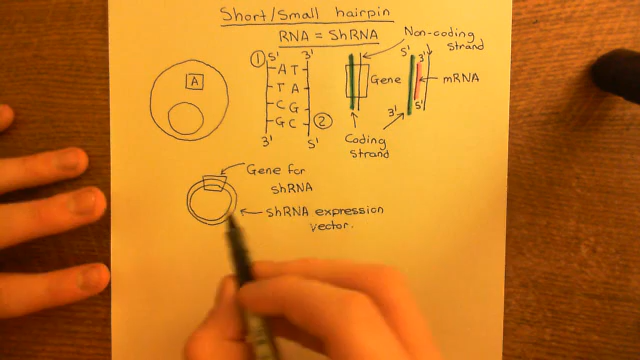 Short/Small hairpin
RNA = ShRNA
Non-coding
strand
① 5' 3'
A T
T A
C G
G C ②
3' 5'
A
Gene
5' 3'
mRNA
3' 5'
Coding
strand
Gene for
shRNA
shRNA expression
vector.